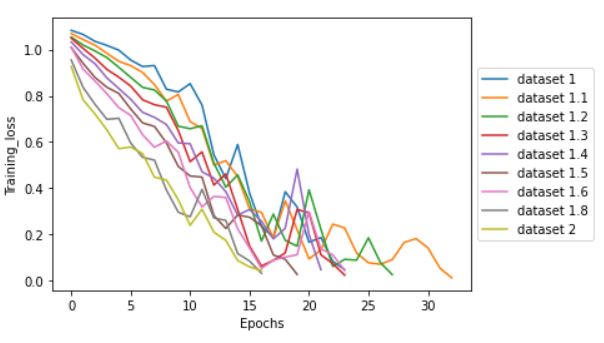 1.0
0.8
0.6
0.4
0.2
0.0
Training_loss
0 5 10 15 20 25 30
Epochs
dataset 1
dataset 1.1
dataset 1.2
dataset 1.3
dataset 1.4
dataset 1.5
dataset 1.6
dataset 1.8
dataset 2